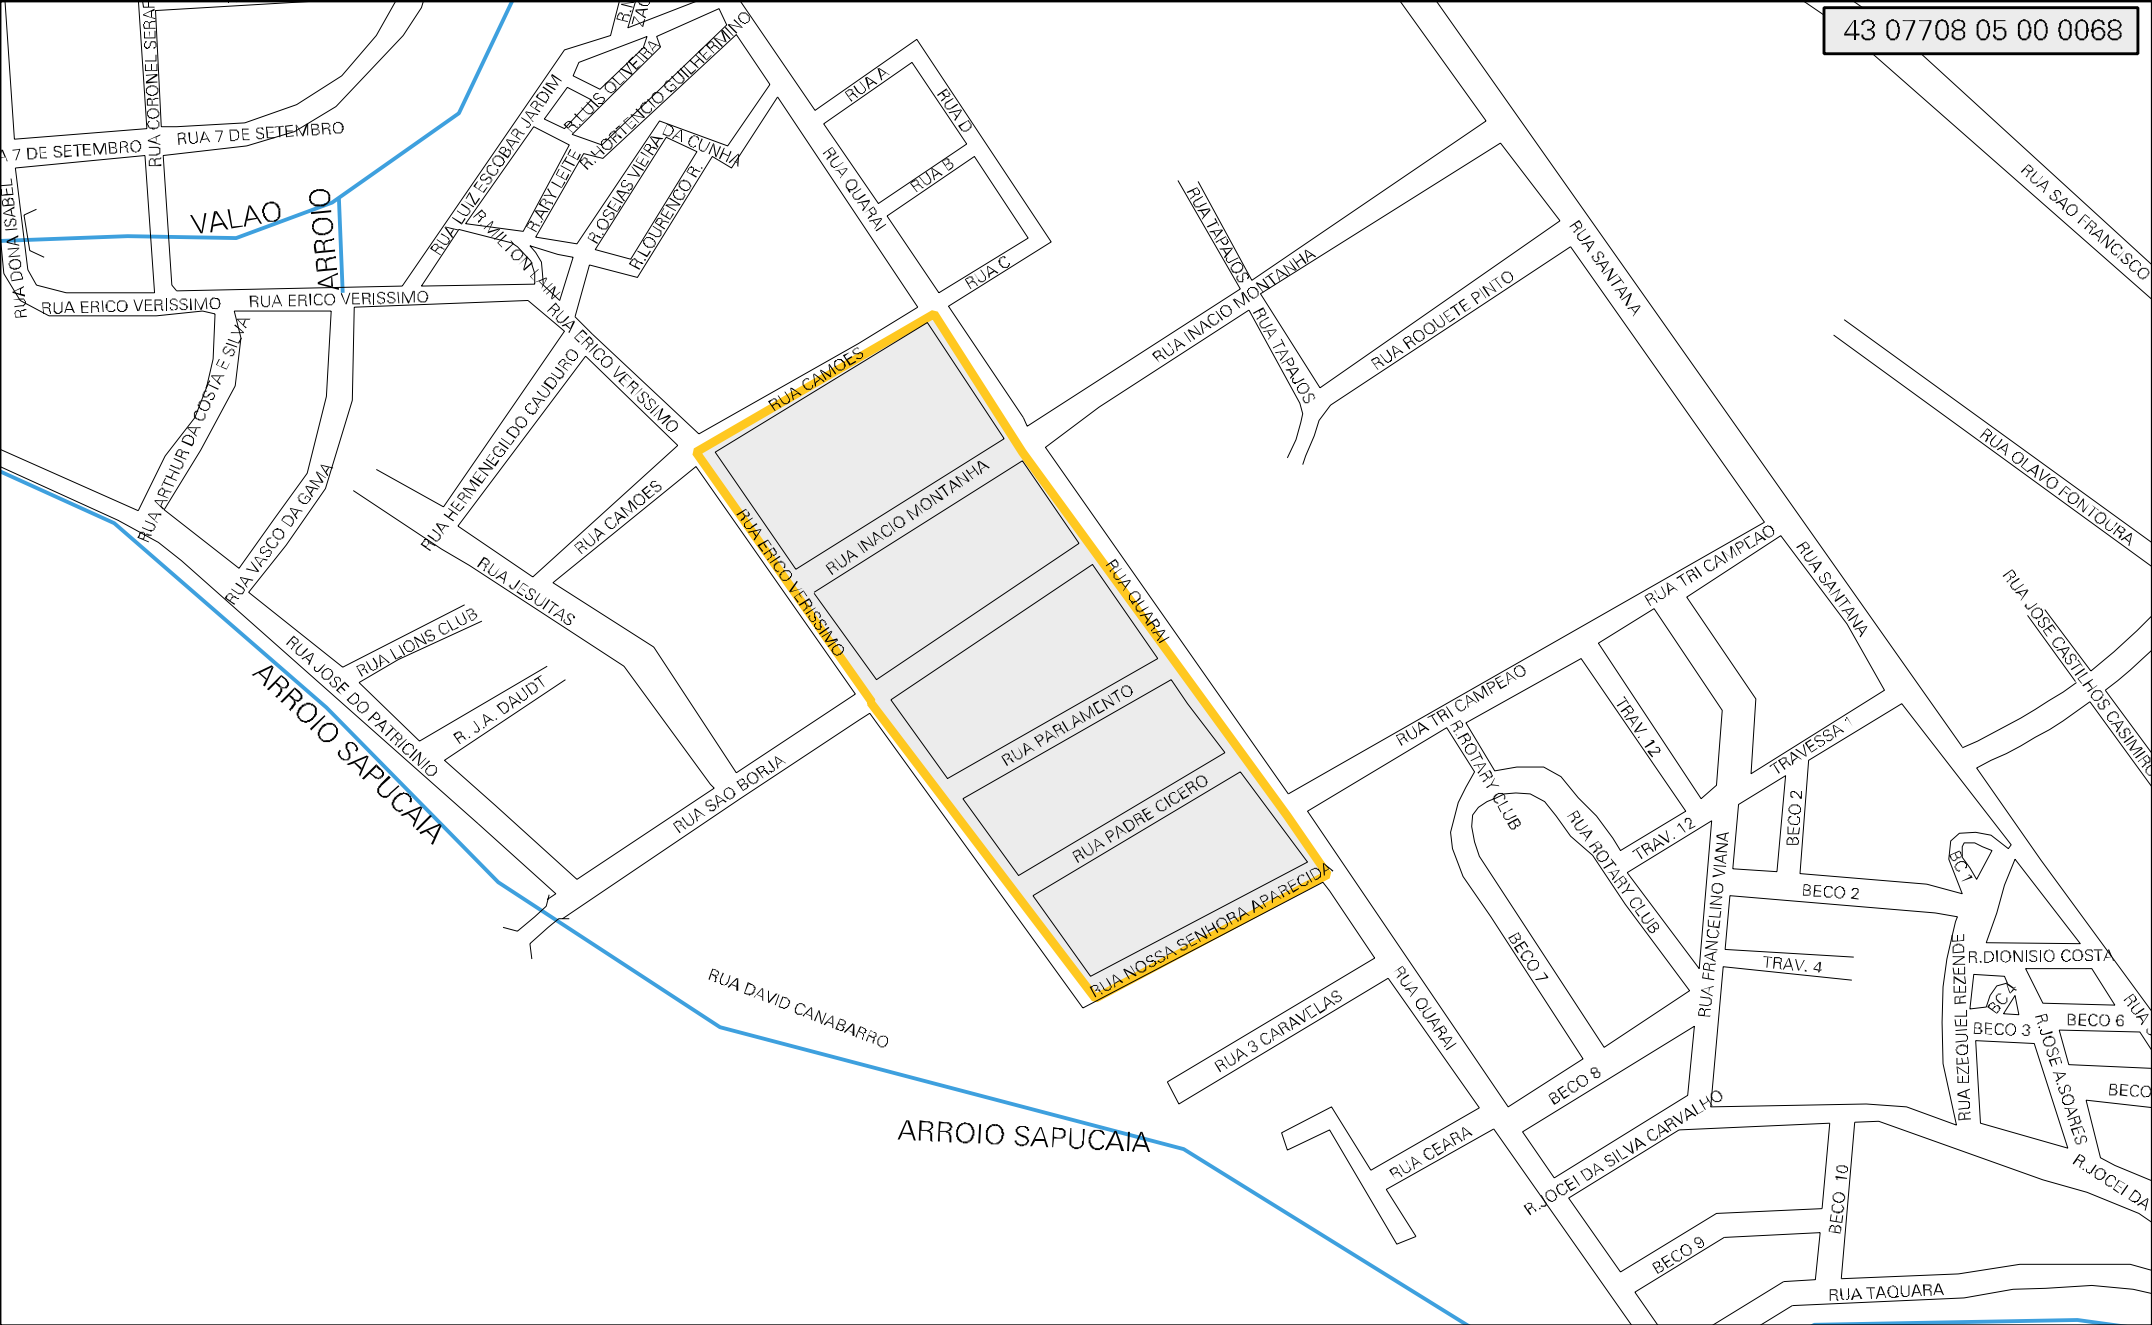 43 07708 05 00 0068
RUA CORONEL SERAF
RUA 7 DE SETEMBRO
A 7 DE SETEMBRO
RUA DONA ISABEL
VALAO
ARROIO
RUA ERICO VERISSIMO
RUA ERICO VERISSIMO
RUA LUIZ ESCOBAR JARDIM
R.LUIS OLIVEIRA
R.HORTENCIO GUILHERMINO
R.ARY LEITE
R.OSEIAS VIEIRA
DA CUNHA
R.LOURENCO R.
R.MILTON LAIN
RUA A
RUA D
RUA B
RUA C
RUA QUARAI
RUA TAPAJOS
RUA TAPAJOS
RUA INACIO MONTANHA
RUA ROQUETE PINTO
RUA SANTANA
RUA SAO FRANCISCO
RUA OLAVO FONTOURA
RUA JOSE CASTILHOS CASIMIRO
RUA ARTHUR DA COSTA E SILVA
RUA VASCO DA GAMA
RUA HERMENEGILDO CAUDURO
RUA ERICO VERISSIMO
RUA CAMOES
RUA CAMOES
RUA INACIO MONTANHA
RUA ERICO VERISSIMO
RUA QUARAI
RUA JESUITAS
RUA LIONS CLUB
R. J.A. DAUDT
RUA JOSE DO PATRICINIO
ARROIO SAPUCAIA
RUA SAO BORJA
RUA PARLAMENTO
RUA PADRE CICERO
RUA NOSSA SENHORA APARECIDA
RUA TRI CAMPEAO
RUA TRI CAMPEAO
RUA SANTANA
TRAV. 12
TRAV. 12
TRAVESSA 1
R.ROTARY CLUB
RUA ROTARY CLUB
BECO 2
BECO 2
BC 1
RUA FRANCELINO VIANA
TRAV. 4
BECO 7
R.DIONISIO COSTA
RUA EZEQUIEL REZENDE
BC 4
BECO 3
BECO 6
BECO
R.JOSE A.SOARES
RUA DAVID CANABARRO
ARROIO SAPUCAIA
RUA 3 CARAVELAS
RUA QUARAI
RUA CEARA
BECO 8
R.JOCEI DA SILVA CARVALHO
R.JOCEI DA
BECO 10
BECO 9
RUA TAQUARA